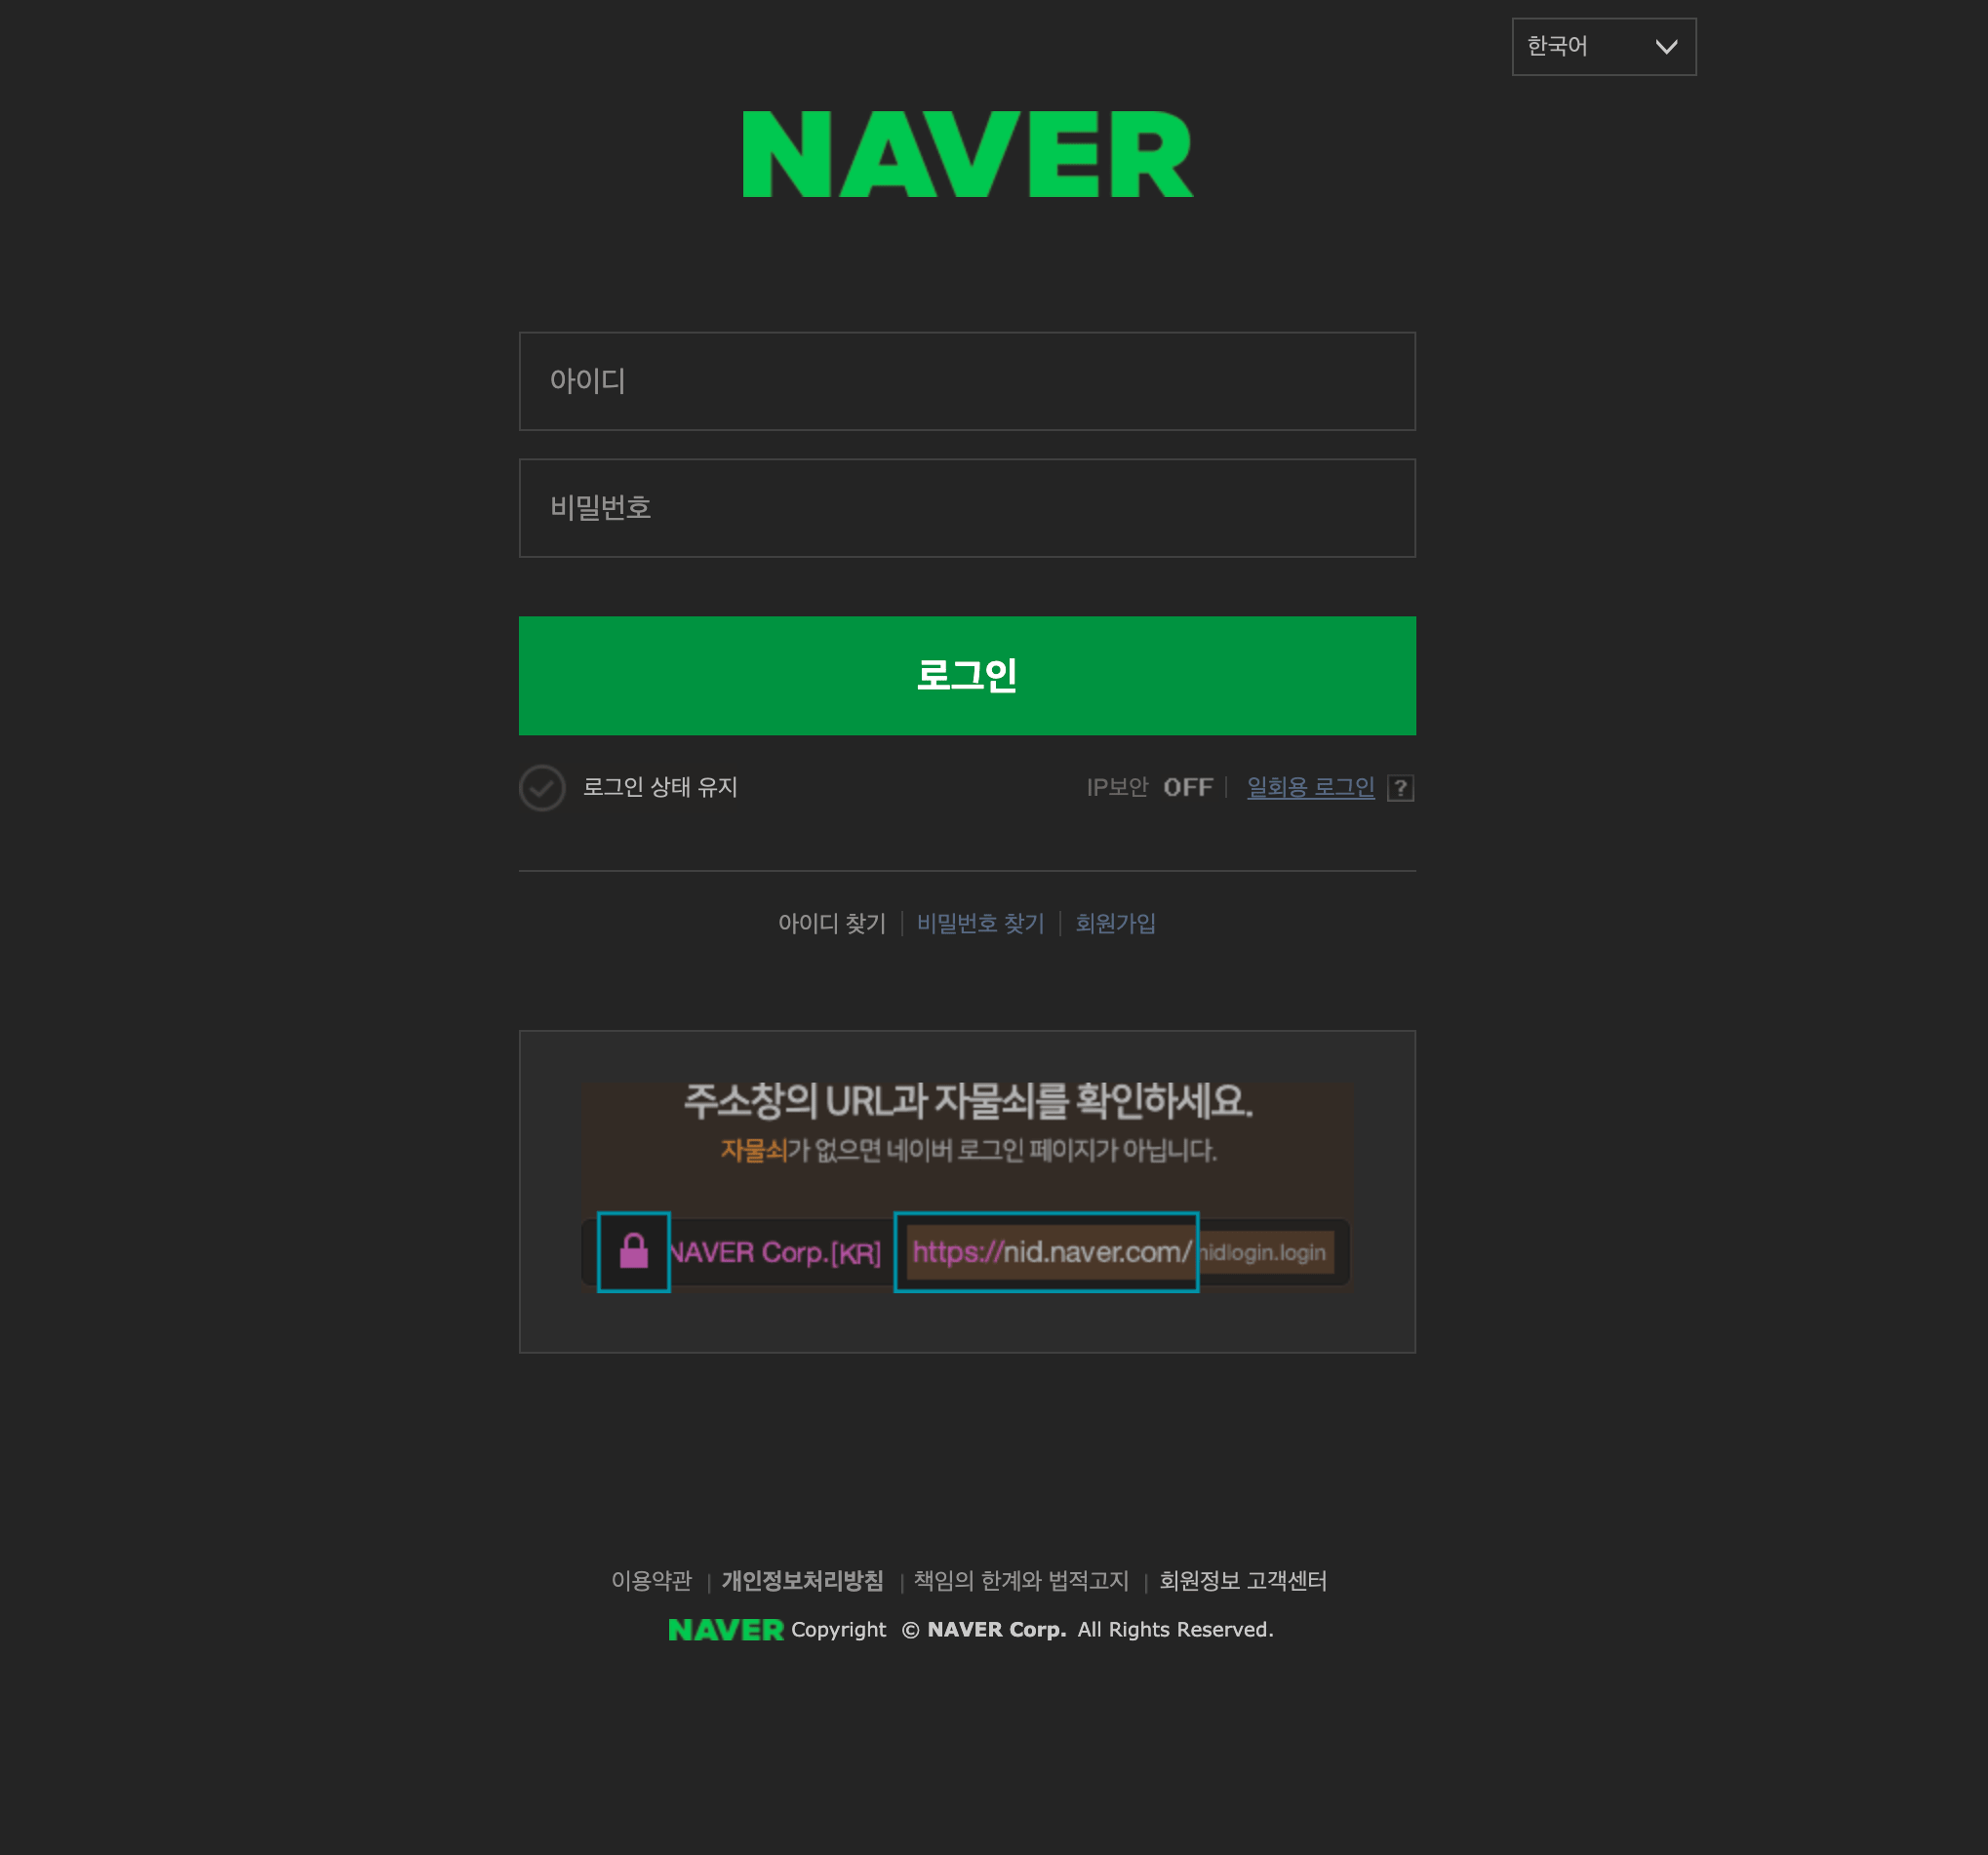 한국어
NAVER
아이디
비밀번호
로그인
로그인 상태 유지 IP보안 OFF 일회용 로그인 ?
아이디 찾기 비밀번호 찾기 회원가입
주소창의 URL과 자물쇠를 확인하세요.
자물쇠가 없으면 네이버 로그인 페이지가 아닙니다.
NAVER Corp.[KR] https://nid.naver.com/nidlogin.login
이용약관 개인정보처리방침 책임의 한계와 법적고지 회원정보 고객센터
NAVER Copyright © NAVER Corp. All Rights Reserved.